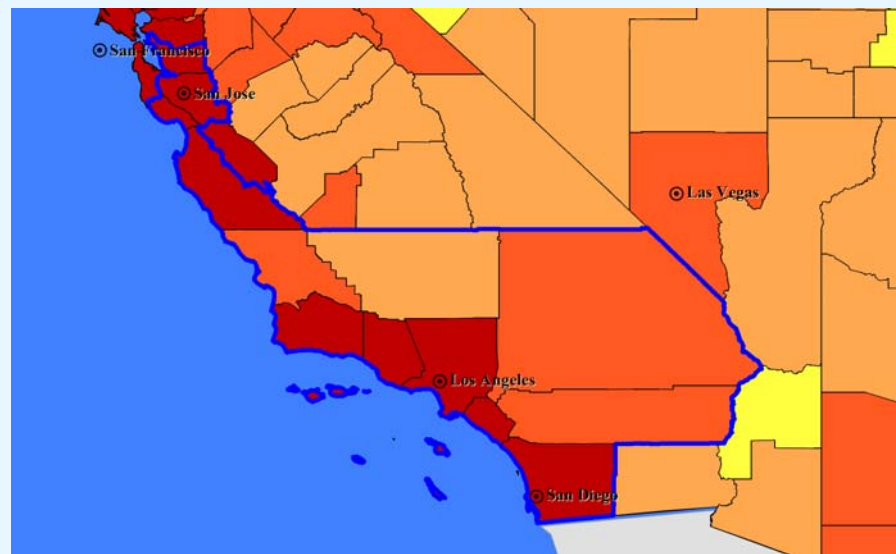 San Francisco
San Jose
Las Vegas
Los Angeles
San Diego